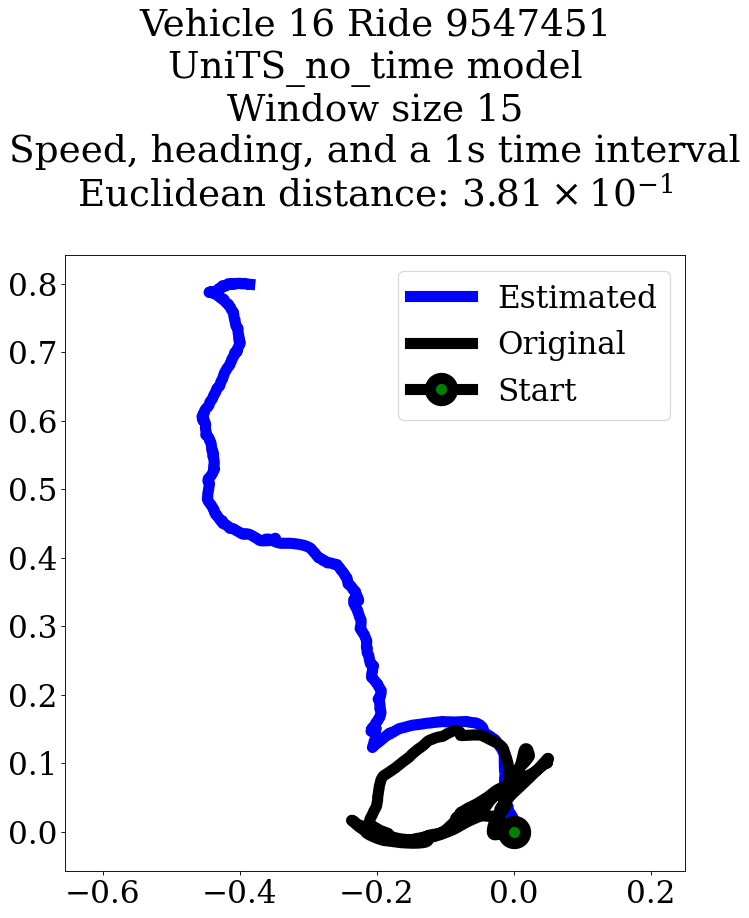 Vehicle 16 Ride 9547451
UniTS_no_time model
Window size 15
Speed, heading, and a 1s time interval
Euclidean distance: $3.81 \times 10^{-1}$
Estimated
Original
Start
0.8
0.7
0.6
0.5
0.4
0.3
0.2
0.1
0.0
−0.6 −0.4 −0.2 0.0 0.2